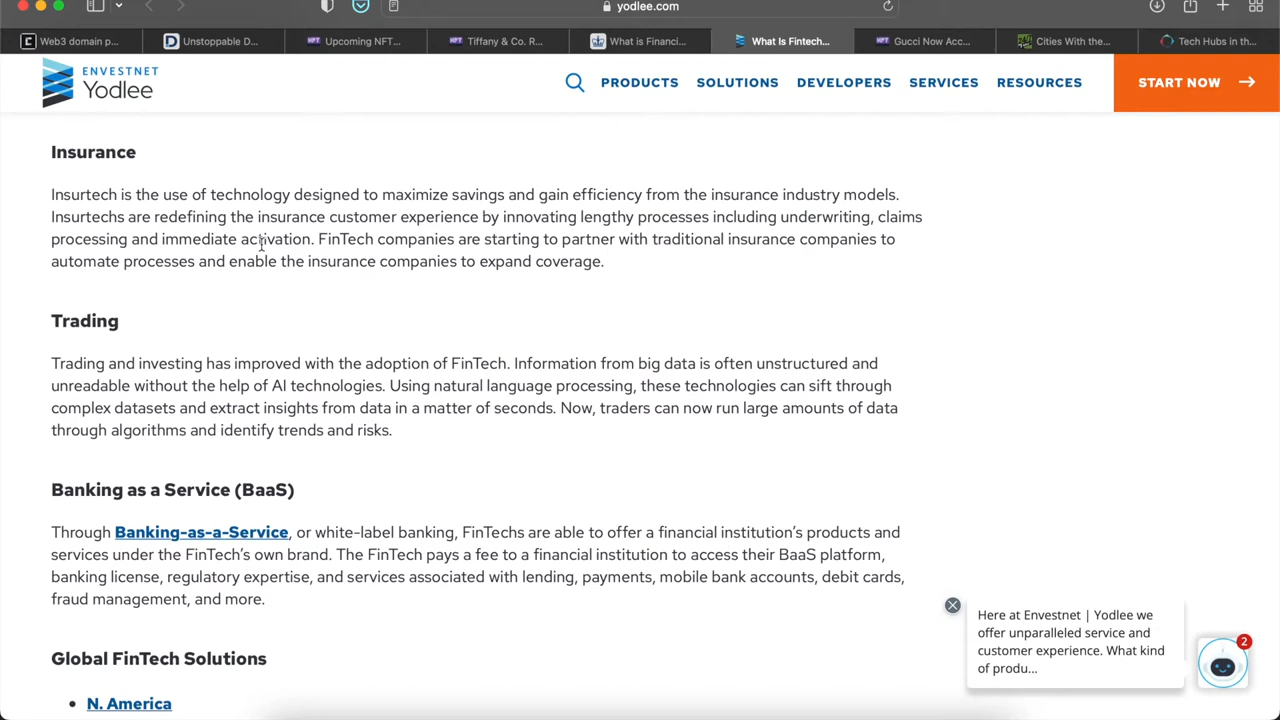 yodlee.com
Web3 domain p...
Unstoppable D...
Upcoming NFT...
Tiffany & Co. R...
What is Financi...
What Is Fintech...
Gucci Now Acc...
Cities With the...
Tech Hubs in th...
ENVESTNET
Yodlee
PRODUCTS
SOLUTIONS
DEVELOPERS
SERVICES
RESOURCES
START NOW
Insurance
Insurtech is the use of technology designed to maximize savings and gain efficiency from the insurance industry models.
Insurtechs are redefining the insurance customer experience by innovating lengthy processes including underwriting, claims
processing and immediate activation. FinTech companies are starting to partner with traditional insurance companies to
automate processes and enable the insurance companies to expand coverage.
Trading
Trading and investing has improved with the adoption of FinTech. Information from big data is often unstructured and
unreadable without the help of AI technologies. Using natural language processing, these technologies can sift through
complex datasets and extract insights from data in a matter of seconds. Now, traders can now run large amounts of data
through algorithms and identify trends and risks.
Banking as a Service (BaaS)
Through Banking-as-a-Service, or white-label banking, FinTechs are able to offer a financial institution’s products and
services under the FinTech’s own brand. The FinTech pays a fee to a financial institution to access their BaaS platform,
banking license, regulatory expertise, and services associated with lending, payments, mobile bank accounts, debit cards,
fraud management, and more.
Global FinTech Solutions
• N. America
Here at Envestnet | Yodlee we
offer unparalleled service and
customer experience. What kind
of produ...
2